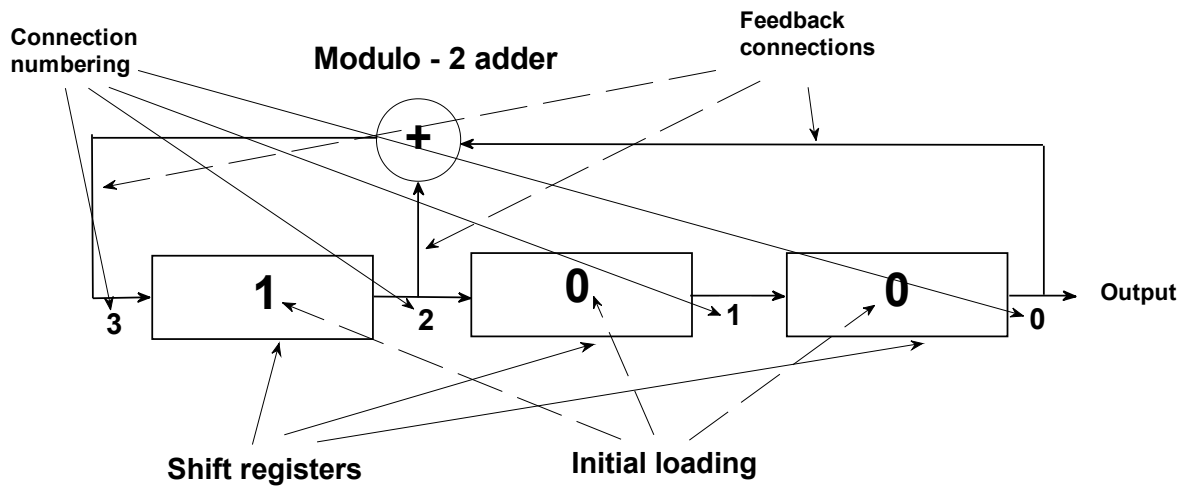 Connection
numbering
Modulo - 2 adder
Feedback
connections
+
1
0
0
Output
3
2
1
0
Shift registers
Initial loading